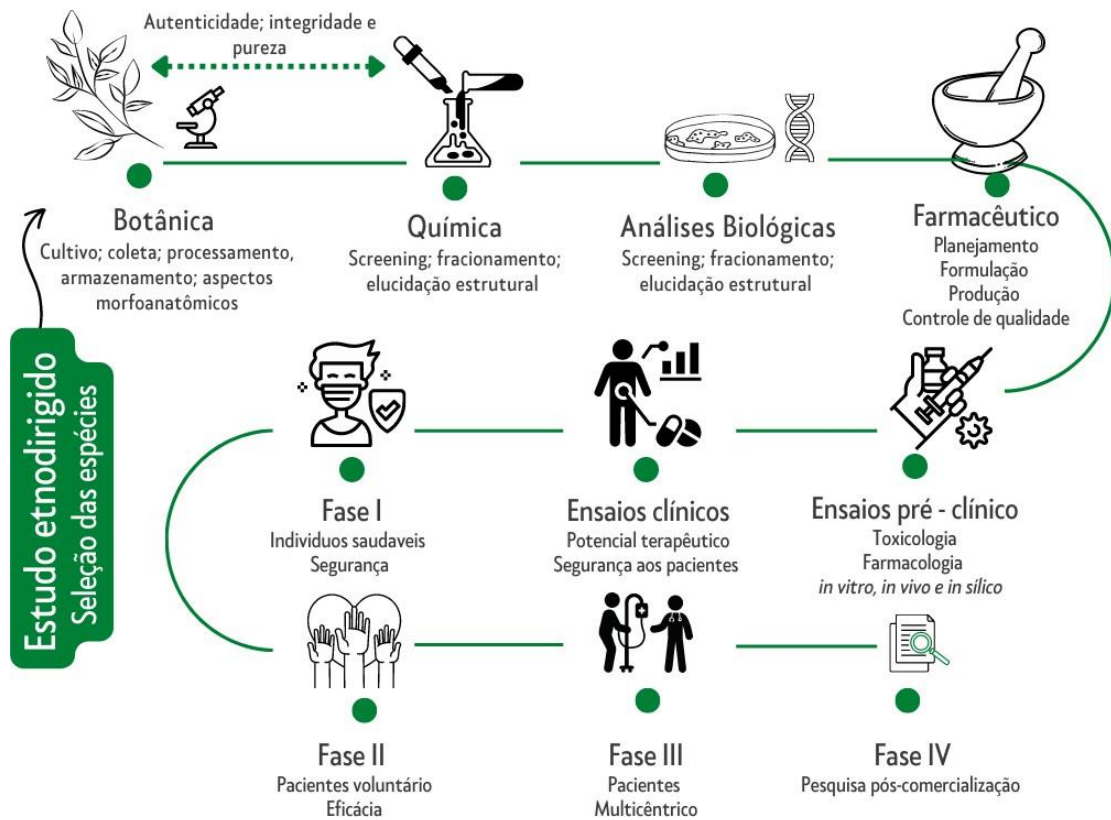 Autenticidade; integridade e
pureza
Botânica
Cultivo; coleta; processamento,
armazenamento; aspectos
morfoanatômicos
Química
Screening; fracionamento;
elucidação estrutural
Análises Biológicas
Screening; fracionamento;
elucidação estrutural
Farmacêutico
Planejamento
Formulação
Produção
Controle de qualidade
Estudo etnodirigido
Seleção das espécies
Fase I
Individuos saudaveis
Segurança
Ensaios clínicos
Potencial terapêutico
Segurança aos pacientes
Ensaios pré - clínico
Toxicologia
Farmacologia
in vitro, in vivo e in sílico
Fase II
Pacientes voluntário
Eficácia
Fase III
Pacientes
Multicêntrico
Fase IV
Pesquisa pós-comercialização